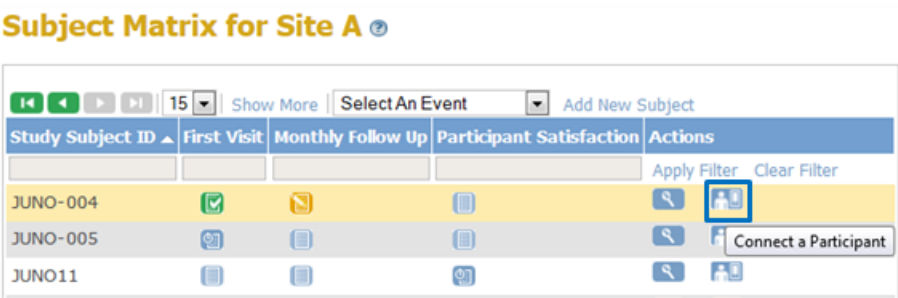 Subject Matrix for Site A
15 Show More Select An Event Add New Subject
Study Subject ID First Visit Monthly Follow Up Participant Satisfaction Actions
Apply Filter Clear Filter
JUNO-004
JUNO-005
Connect a Participant
JUNO11